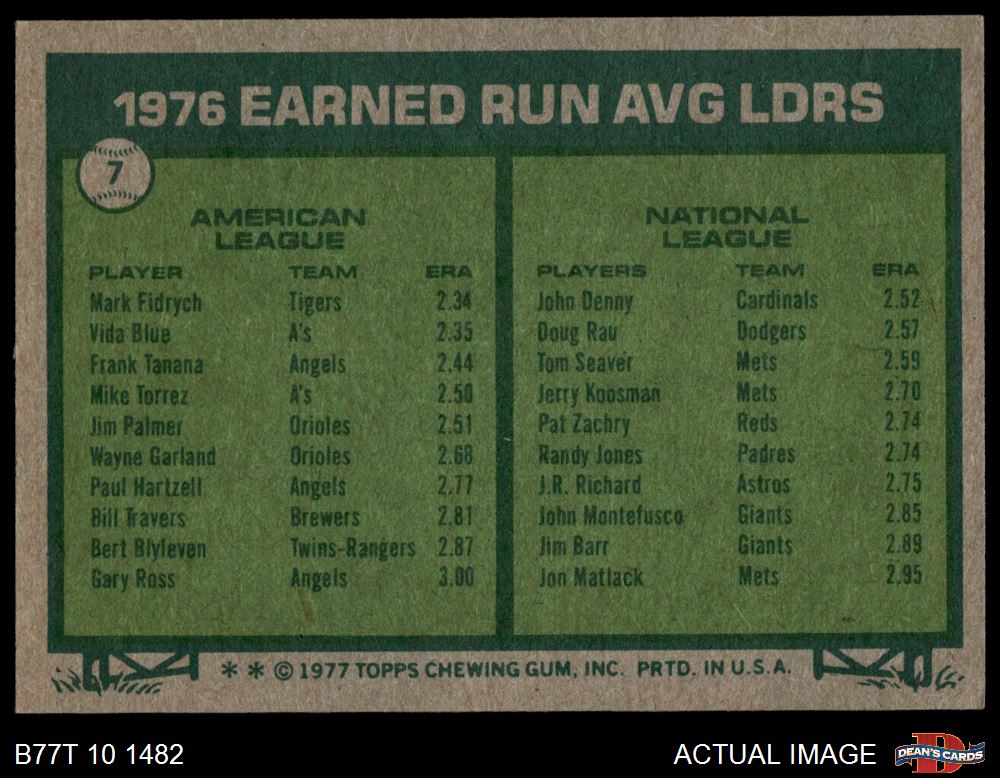 1976 EARNED RUN AVG LDRS
7
AMERICAN
LEAGUE
PLAYER TEAM ERA
Mark Fidrych Tigers 2.34
Vida Blue A's 2.35
Frank Tanana Angels 2.44
Mike Torrez A's 2.50
Jim Palmer Orioles 2.51
Wayne Garland Orioles 2.68
Paul Hartzell Angels 2.77
Bill Travers Brewers 2.81
Bert Blyleven Twins-Rangers 2.87
Gary Ross Angels 3.00
NATIONAL
LEAGUE
PLAYERS TEAM ERA
John Denny Cardinals 2.52
Doug Rau Dodgers 2.57
Tom Seaver Mets 2.59
Jerry Koosman Mets 2.70
Pat Zachry Reds 2.74
Randy Jones Padres 2.74
J.R. Richard Astros 2.75
John Montefusco Giants 2.85
Jim Barr Giants 2.89
Jon Matlack Mets 2.95
** © 1977 TOPPS CHEWING GUM, INC. PRTD. IN U.S.A.
B77T 10 1482
ACTUAL IMAGE
D
DEAN'S CARDS